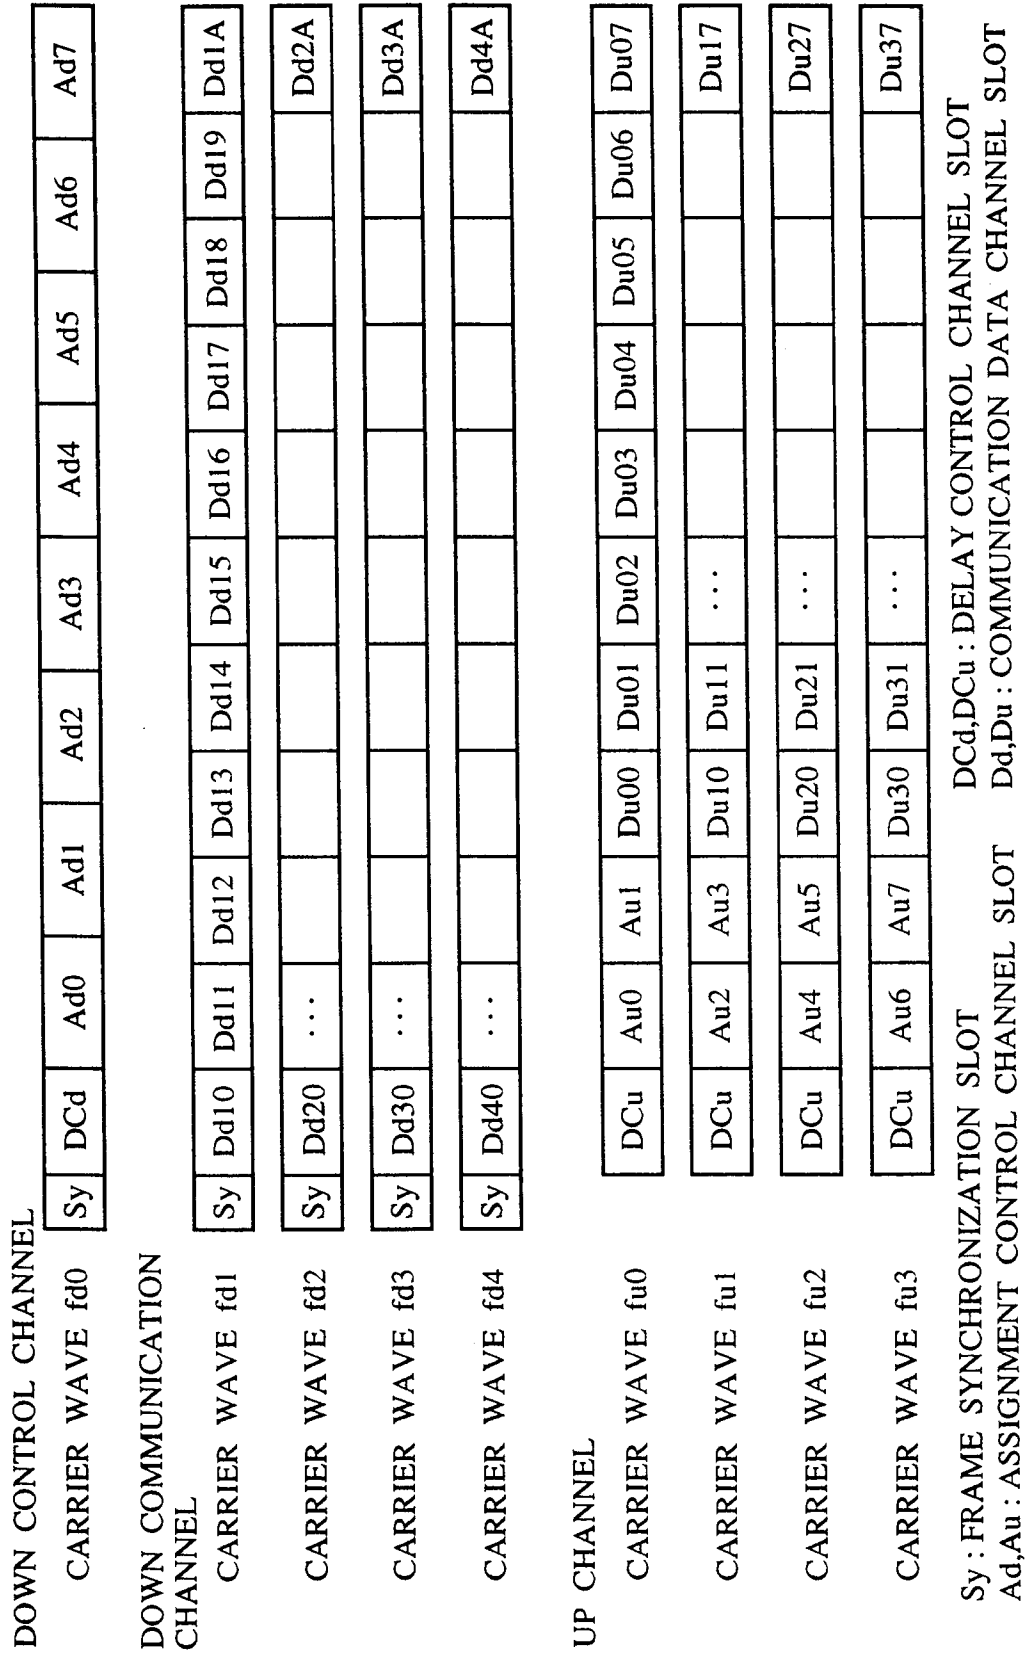 DOWN CONTROL CHANNEL
CARRIER WAVE fd0 Sy DCd Ad0 Ad1 Ad2 Ad3 Ad4 Ad5 Ad6 Ad7
DOWN COMMUNICATION
CHANNEL
CARRIER WAVE fd1 Sy Dd10 Dd11 Dd12 Dd13 Dd14 Dd15 Dd16 Dd17 Dd18 Dd19 Dd1A
CARRIER WAVE fd2 Sy Dd20 ... Dd2A
CARRIER WAVE fd3 Sy Dd30 ... Dd3A
CARRIER WAVE fd4 Sy Dd40 ... Dd4A
UP CHANNEL
CARRIER WAVE fu0 DCu Au0 Au1 Du00 Du01 Du02 Du03 Du04 Du05 Du06 Du07
CARRIER WAVE fu1 DCu Au2 Au3 Du10 Du11 ... Du17
CARRIER WAVE fu2 DCu Au4 Au5 Du20 Du21 ... Du27
CARRIER WAVE fu3 DCu Au6 Au7 Du30 Du31 ... Du37
Sy : FRAME SYNCHRONIZATION SLOT DCd,DCu : DELAY CONTROL CHANNEL SLOT
Ad,Au : ASSIGNMENT CONTROL CHANNEL SLOT Dd,Du : COMMUNICATION DATA CHANNEL SLOT